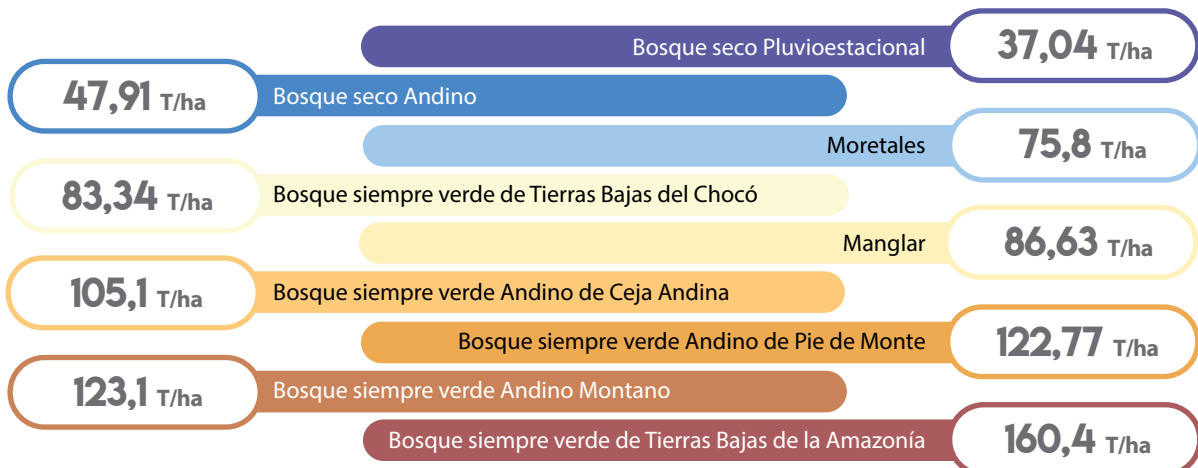 Bosque seco Pluvioestacional 37,04 T/ha
47,91 T/ha Bosque seco Andino
Moretales 75,8 T/ha
83,34 T/ha Bosque siempre verde de Tierras Bajas del Chocó
Manglar 86,63 T/ha
105,1 T/ha Bosque siempre verde Andino de Ceja Andina
Bosque siempre verde Andino de Pie de Monte 122,77 T/ha
123,1 T/ha Bosque siempre verde Andino Montano
Bosque siempre verde de Tierras Bajas de la Amazonía 160,4 T/ha